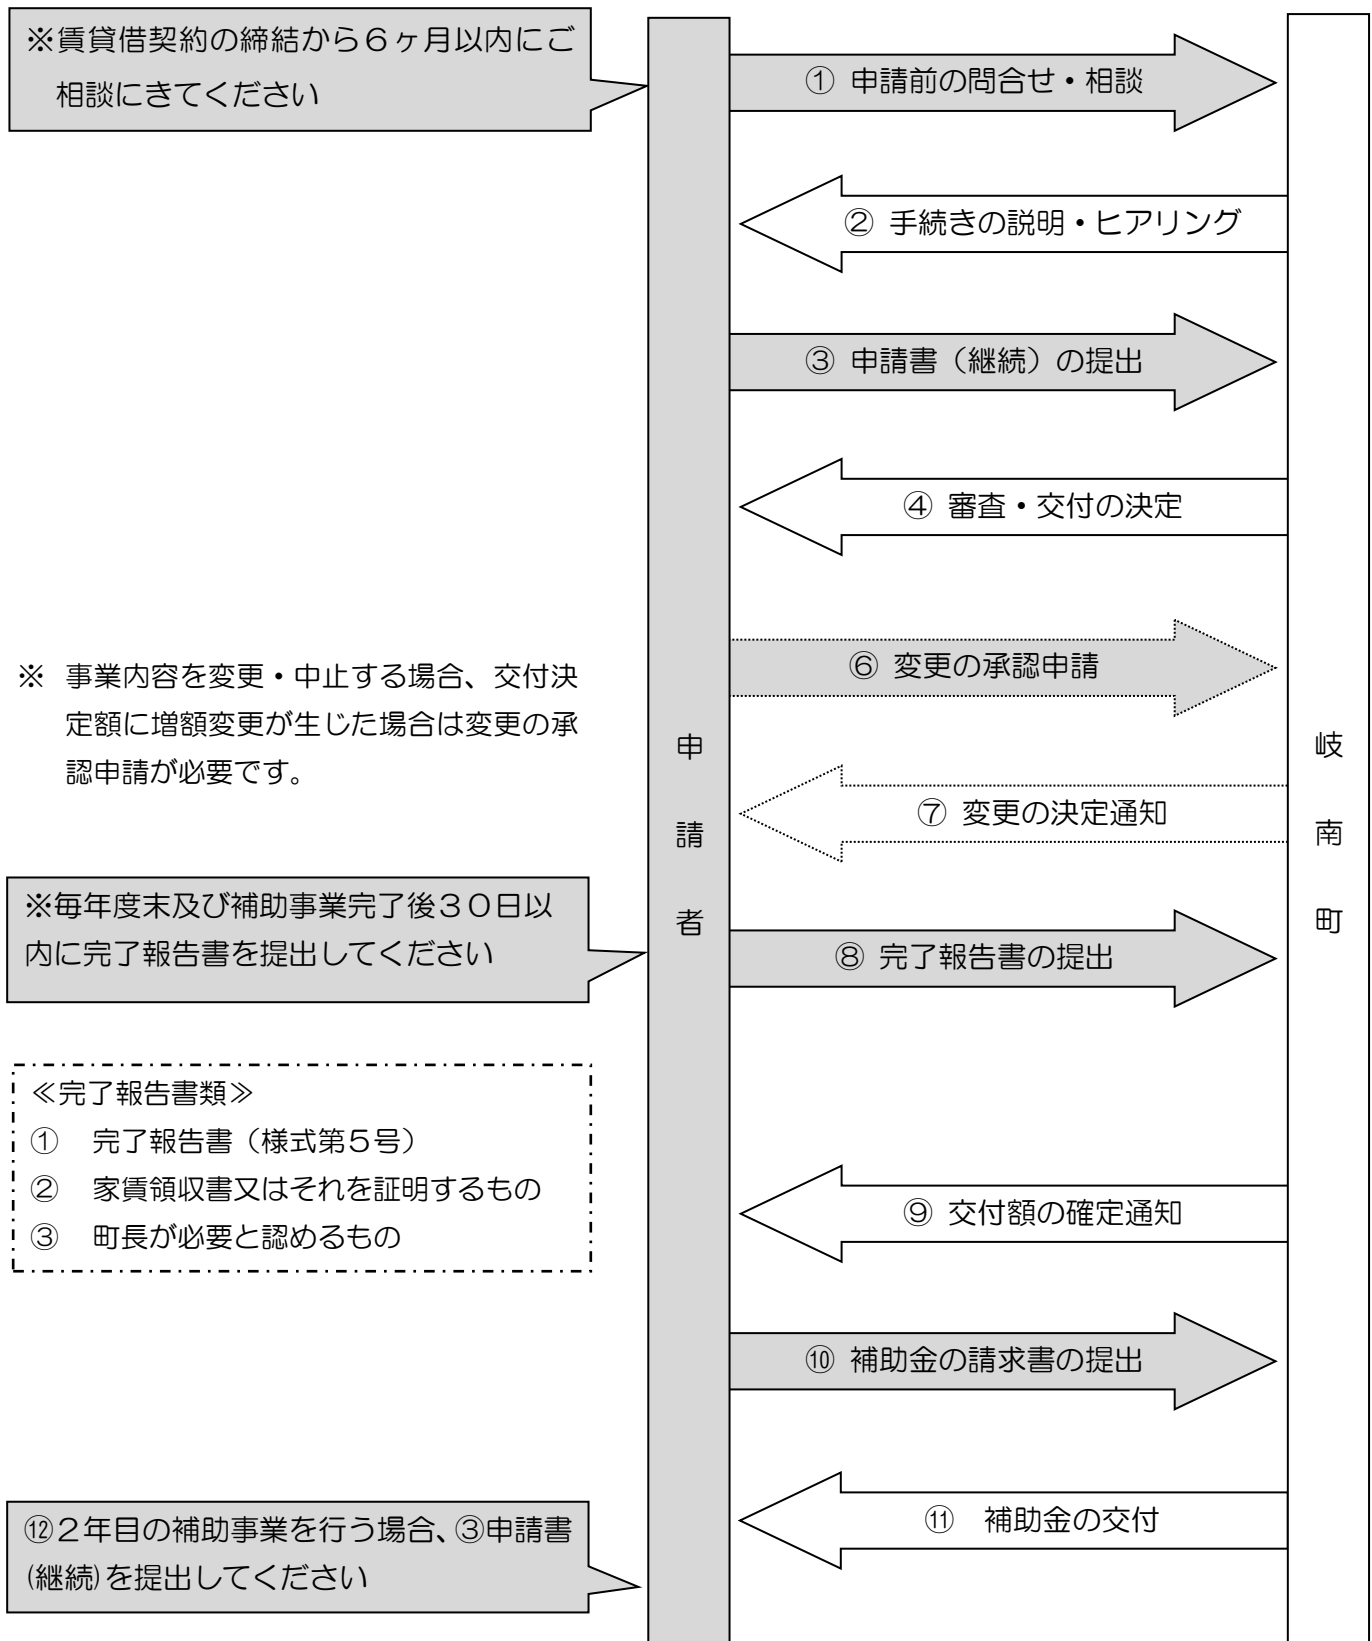 ※賃貸借契約の締結から６ヶ月以内にご
相談にきてください
① 申請前の問合せ・相談
② 手続きの説明・ヒアリング
③ 申請書（継続）の提出
④ 審査・交付の決定
※ 事業内容を変更・中止する場合、交付決
定額に増額変更が生じた場合は変更の承
認申請が必要です。
⑥ 変更の承認申請
⑦ 変更の決定通知
申請者
岐南町
※毎年度末及び補助事業完了後３０日以
内に完了報告書を提出してください
⑧ 完了報告書の提出
≪完了報告書類≫
① 完了報告書（様式第５号）
② 家賃領収書又はそれを証明するもの
③ 町長が必要と認めるもの
⑨ 交付額の確定通知
⑩ 補助金の請求書の提出
⑪ 補助金の交付
⑫２年目の補助事業を行う場合、③申請書
(継続)を提出してください